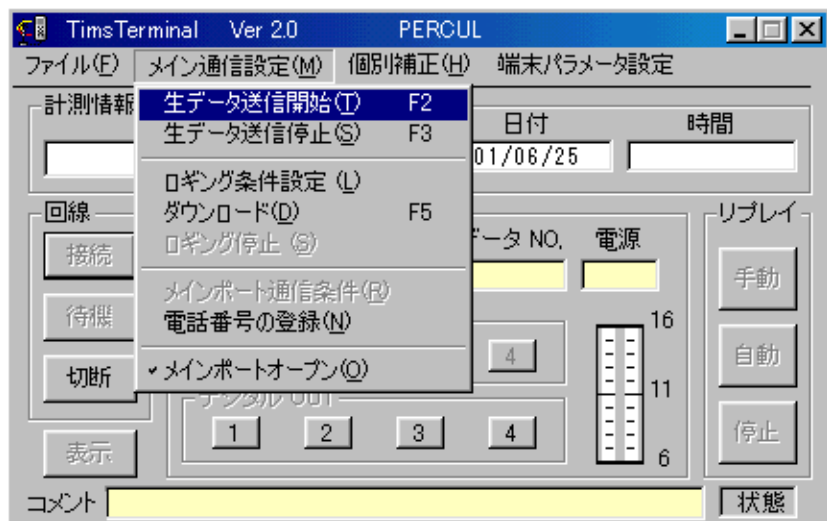 TimsTerminal Ver 2.0 PERCUL
ファイル(F) メイン通信設定(M) 個別補正(H) 端末パラメータ設定
計測情報
日付 時間
01/06/25
生データ送信開始(T) F2
生データ送信停止(S) F3
ロギング条件設定 (L)
ダウンロード(D) F5
ロギング停止 (S)
メインポート通信条件(R)
電話番号の登録(N)
✓メインポートオープン(O)
回線
接続
待機
切断
表示
データ NO. 電源
4
デジタル OUT
1 2 3 4
16
11
6
リプレイ
手動
自動
停止
コメント 状態